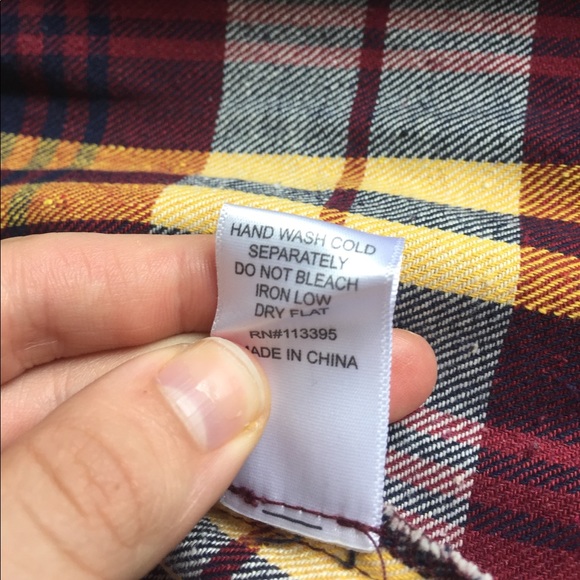 HAND WASH COLD
SEPARATELY
DO NOT BLEACH
IRON LOW
DRY FLAT
RN#113395
MADE IN CHINA